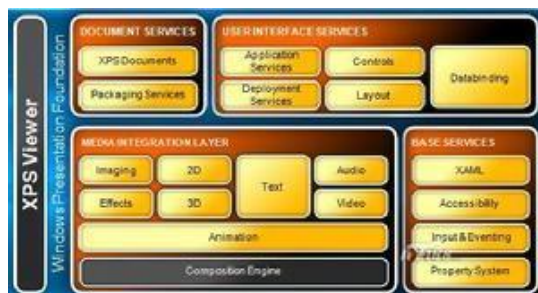 XPS Viewer
Windows Presentation Foundation
DOCUMENT SERVICES
XPS Documents
Packaging Services
USER INTERFACE SERVICES
Application
Services
Controls
Deployment
Services
Layout
Databinding
MEDIA INTEGRATION LAYER
Imaging
2D
Text
Audio
Effects
3D
Video
Animation
Composition Engine
BASE SERVICES
XAML
Accessibility
Input & Eventing
Property System